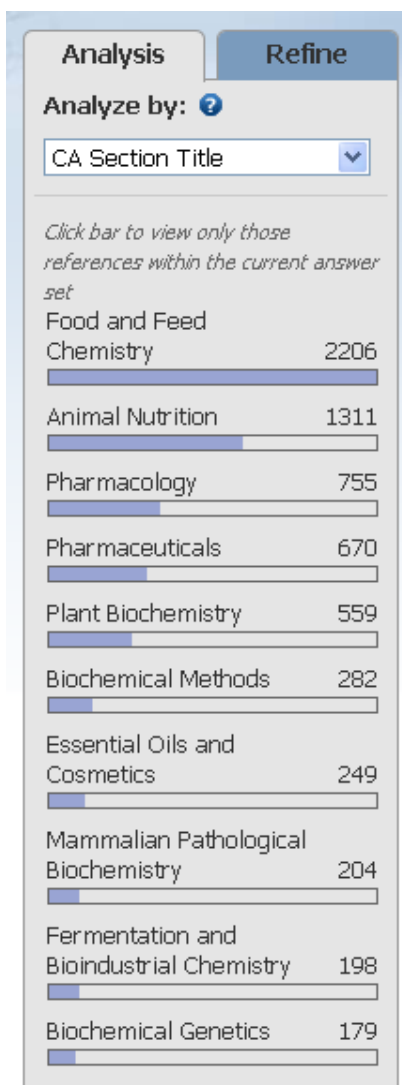 Analysis Refine
Analyze by: ?
CA Section Title
Click bar to view only those
references within the current answer
set
Food and Feed
Chemistry 2206
Animal Nutrition 1311
Pharmacology 755
Pharmaceuticals 670
Plant Biochemistry 559
Biochemical Methods 282
Essential Oils and
Cosmetics 249
Mammalian Pathological
Biochemistry 204
Fermentation and
Bioindustrial Chemistry 198
Biochemical Genetics 179